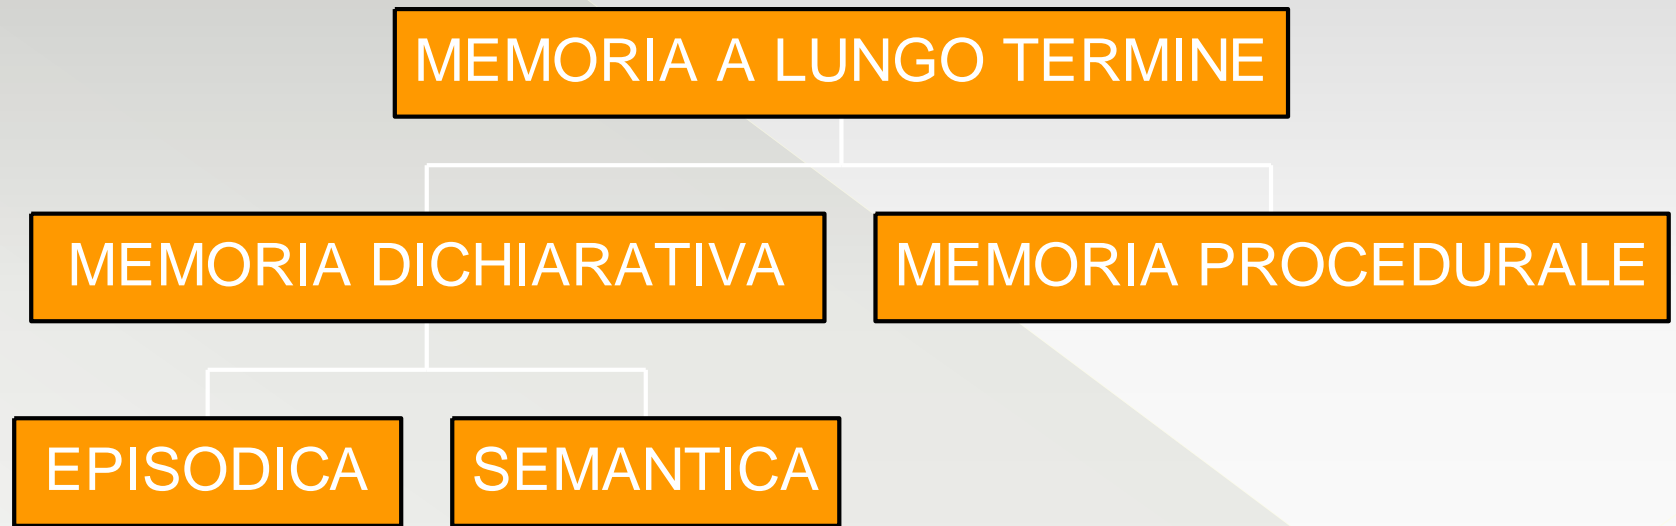 MEMORIA A LUNGO TERMINE
MEMORIA DICHIARATIVA
MEMORIA PROCEDURALE
EPISODICA
SEMANTICA